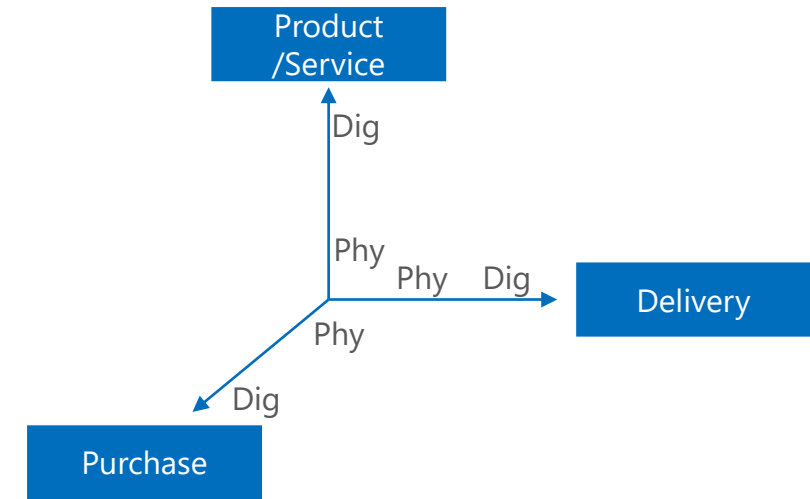 Product
/Service
Dig
Phy
Phy Dig
Delivery
Phy
Dig
Purchase